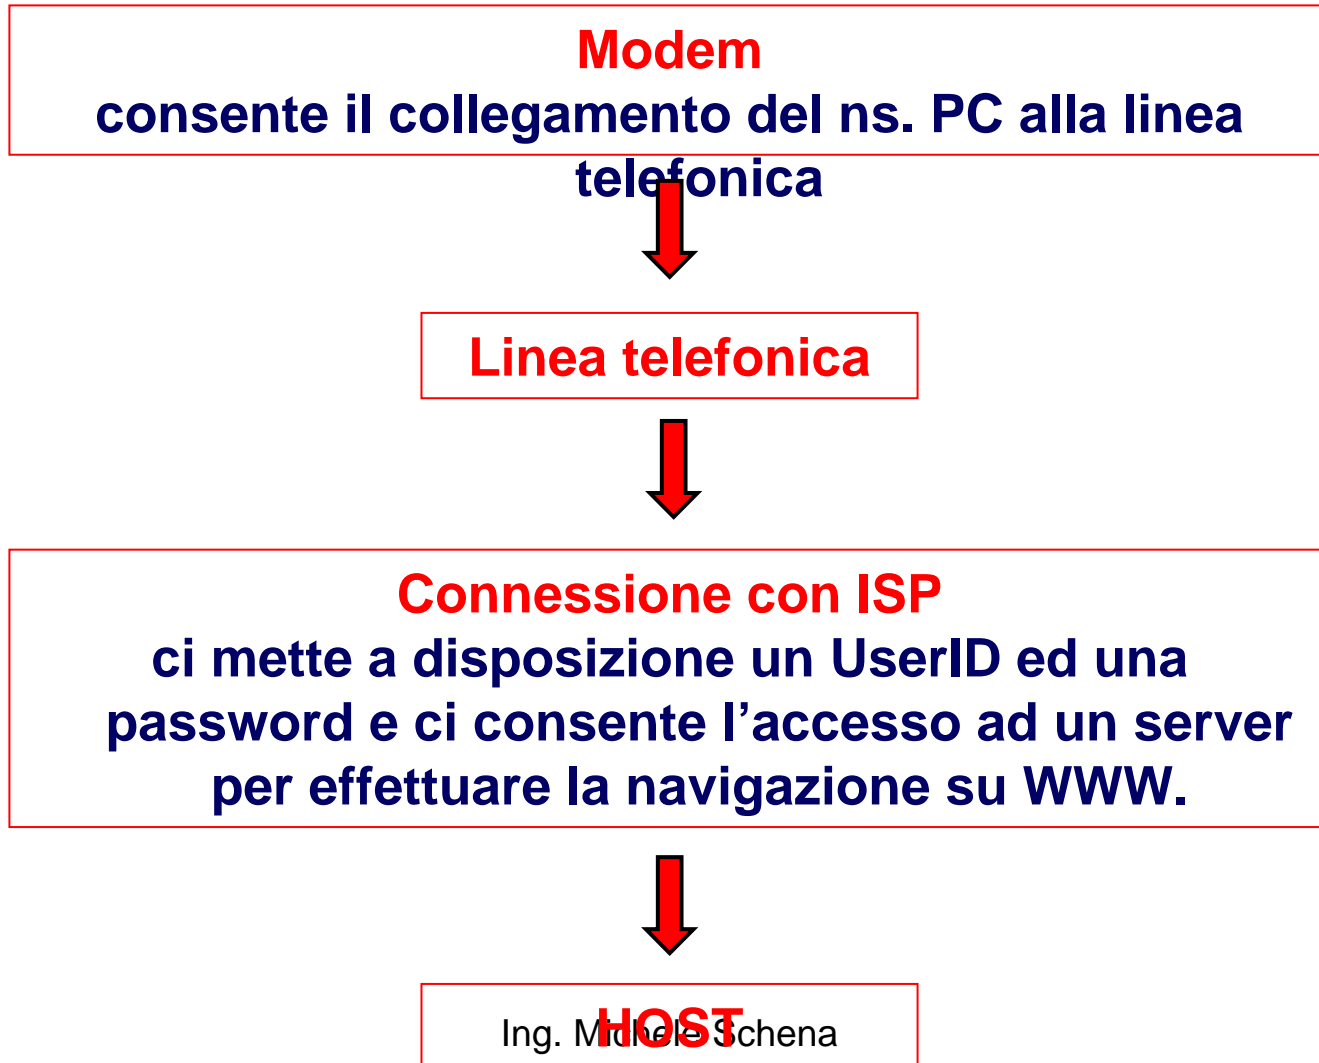 Modem
consente il collegamento del ns. PC alla linea
telefonica
Linea telefonica
Connessione con ISP
ci mette a disposizione un UserID ed una
password e ci consente l’accesso ad un server
per effettuare la navigazione su WWW.
HOST
Ing. Michele Schena